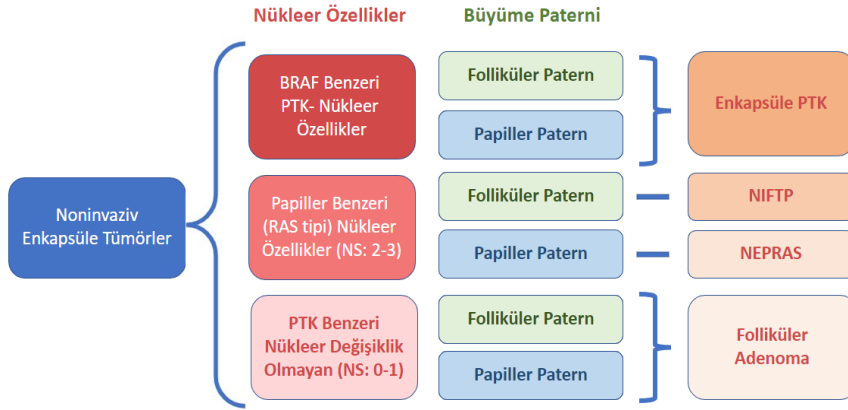 Nükleer Özellikler
Büyüme Paterni
Noninvaziv
Enkapsüle Tümörler
BRAF Benzeri
PTK- Nükleer
Özellikler
Folliküler Patern
Papiller Patern
Enkapsüle PTK
Papiller Benzeri
(RAS tipi) Nükleer
Özellikler (NS: 2-3)
Folliküler Patern
NIFTP
Papiller Patern
NEPRAS
PTK Benzeri
Nükleer Değişiklik
Olmayan (NS: 0-1)
Folliküler Patern
Papiller Patern
Folliküler
Adenoma